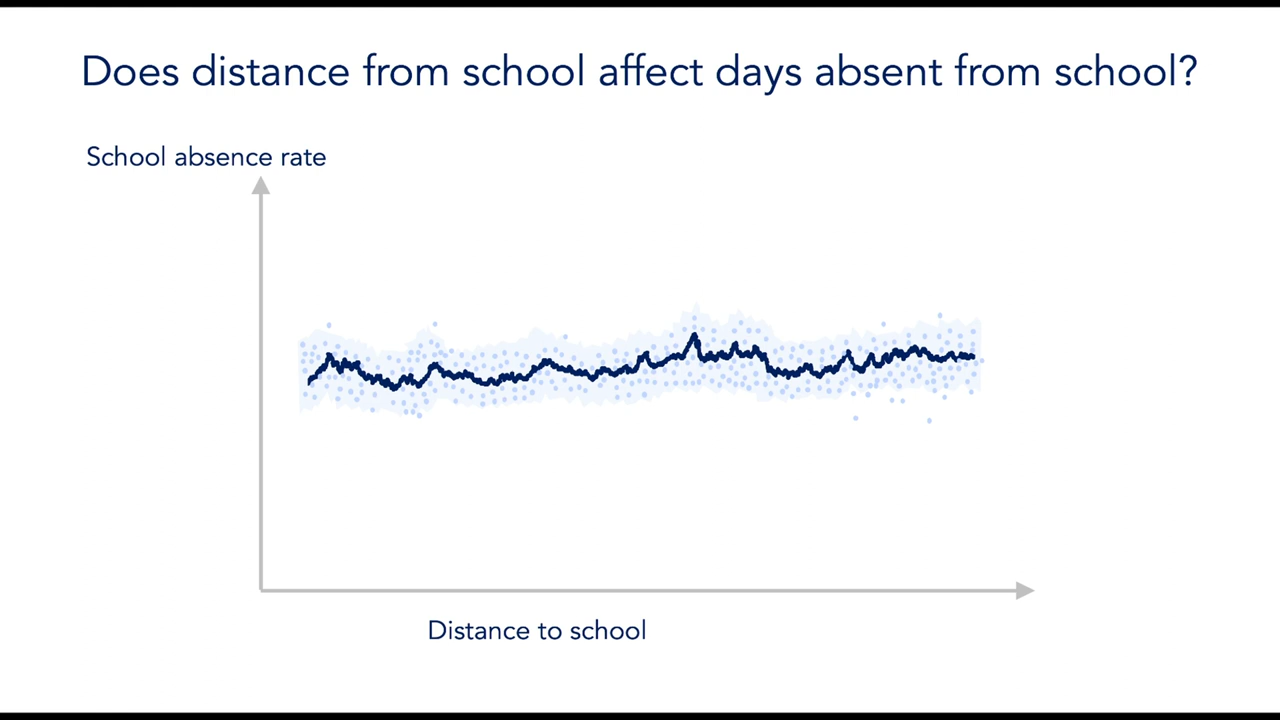 Does distance from school affect days absent from school?
School absence rate
Distance to school